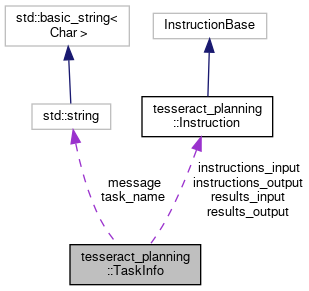 std::basic_string<
Char >
InstructionBase
std::string
tesseract_planning
::Instruction
message
task_name
instructions_input
instructions_output
results_input
results_output
tesseract_planning
::TaskInfo